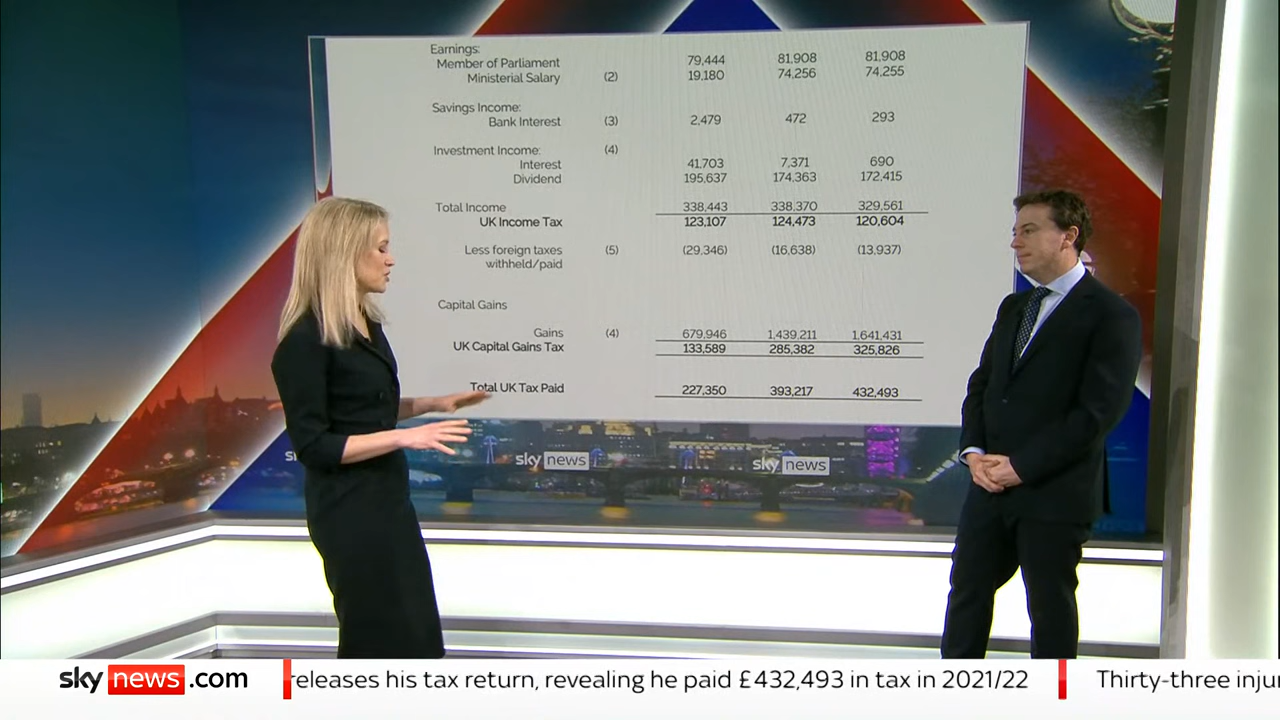 Earnings:
Member of Parliament 79,444 81,908 81,908
Ministerial Salary (2) 19,180 74,256 74,255
Savings Income:
Bank Interest (3) 2,479 472 293
Investment Income: (4)
Interest 41,703 7,371 690
Dividend 195,637 174,363 172,415
Total Income 338,443 338,370 329,561
UK Income Tax 123,107 124,473 120,604
Less foreign taxes (5) (29,346) (16,638) (13,937)
withheld/paid
Capital Gains
Gains (4) 679,946 1,439,211 1,641,431
UK Capital Gains Tax 133,589 285,382 325,826
Total UK Tax Paid 227,350 393,217 432,493
sky news sky news
sky news.com eleases his tax return, revealing he paid £432,493 in tax in 2021/22 Thirty-three